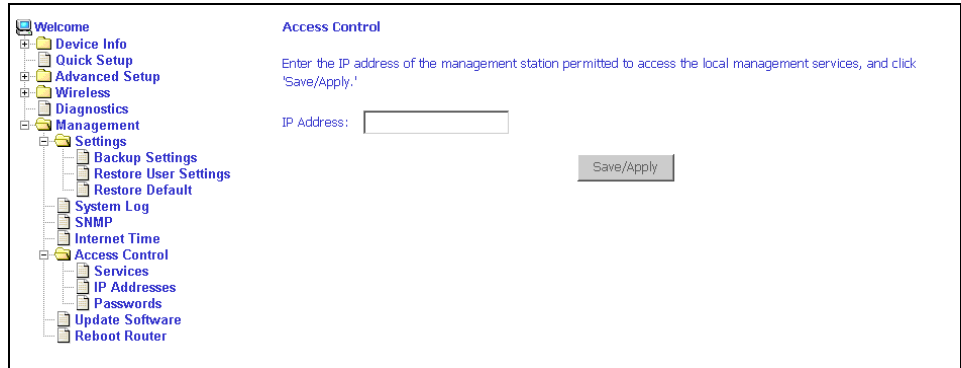 Welcome
Device Info
Quick Setup
Advanced Setup
Wireless
Diagnostics
Management
Settings
Backup Settings
Restore User Settings
Restore Default
System Log
SNMP
Internet Time
Access Control
Services
IP Addresses
Passwords
Update Software
Reboot Router
Access Control
Enter the IP address of the management station permitted to access the local management services, and click
'Save/Apply.'
IP Address:
Save/Apply